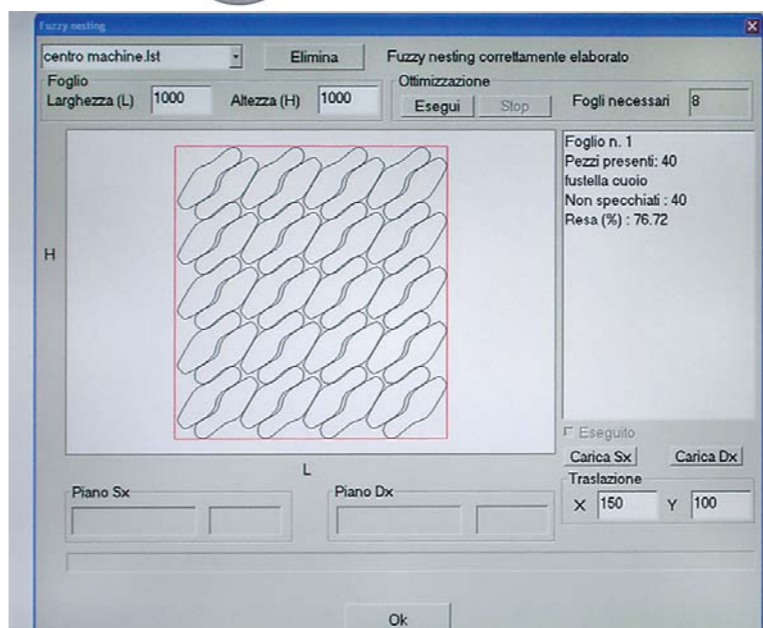 Fuzzy nesting
centro machine.lst
Elimina
Fuzzy nesting correttamente elaborato
Foglio
Larghezza (L) 1000 Altezza (H) 1000
Ottimizzazione
Esegui Stop Fogli necessari 8
Foglio n. 1
Pezzi presenti: 40
fustella cuoio
Non specchiati : 40
Resa (%) : 76.72
H
L
Eseguito
Carica Sx Carica Dx
Traslazione
X 150 Y 100
Piano Sx
Piano Dx
Ok